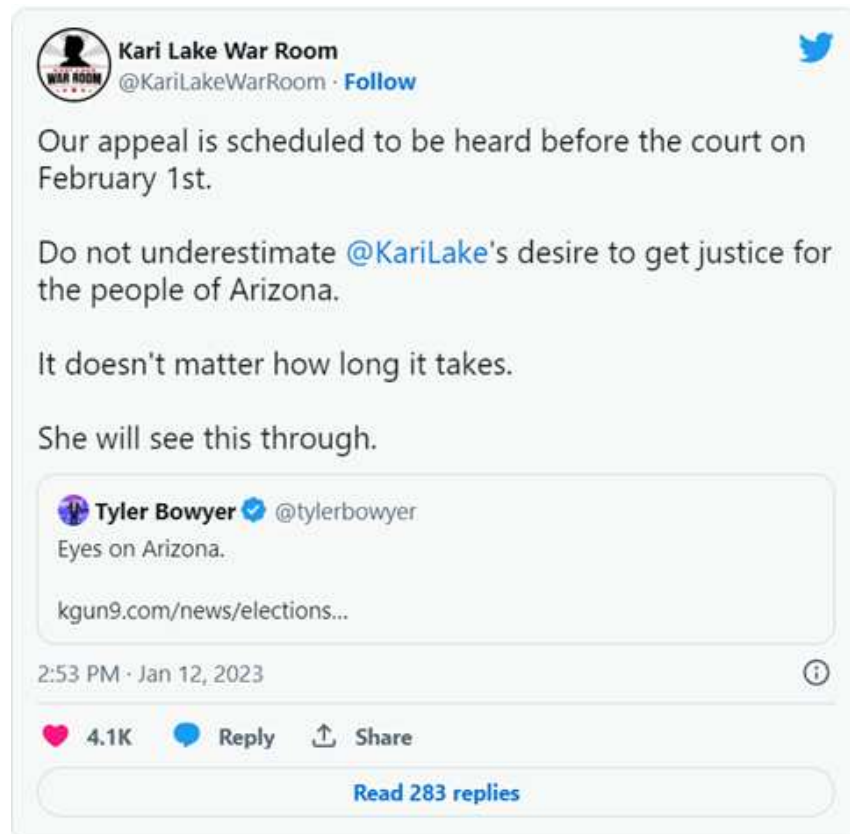 Kari Lake War Room
@KariLakeWarRoom · Follow
WAR ROOM
Our appeal is scheduled to be heard before the court on
February 1st.
Do not underestimate @KariLake's desire to get justice for
the people of Arizona.
It doesn't matter how long it takes.
She will see this through.
Tyler Bowyer @tylerbowyer
Eyes on Arizona.
kgun9.com/news/elections...
2:53 PM · Jan 12, 2023
4.1K Reply Share
Read 283 replies